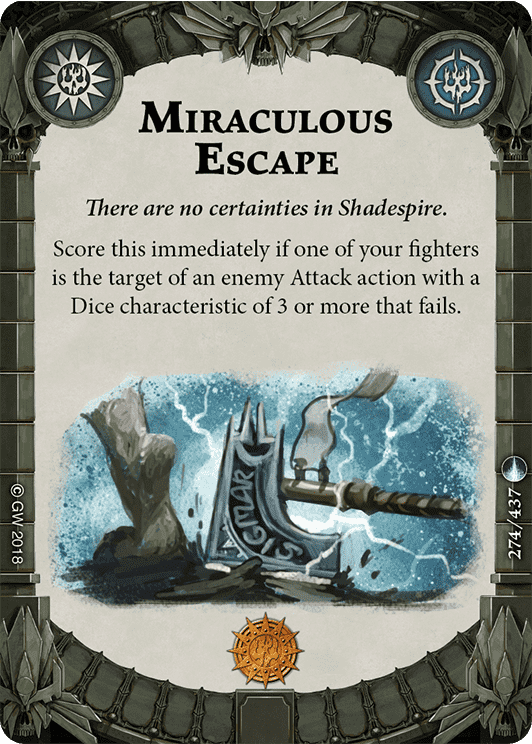 MIRACULOUS
ESCAPE
There are no certainties in Shadespire.
Score this immediately if one of your fighters
is the target of an enemy Attack action with a
Dice characteristic of 3 or more that fails.
© GW 2018
274/437